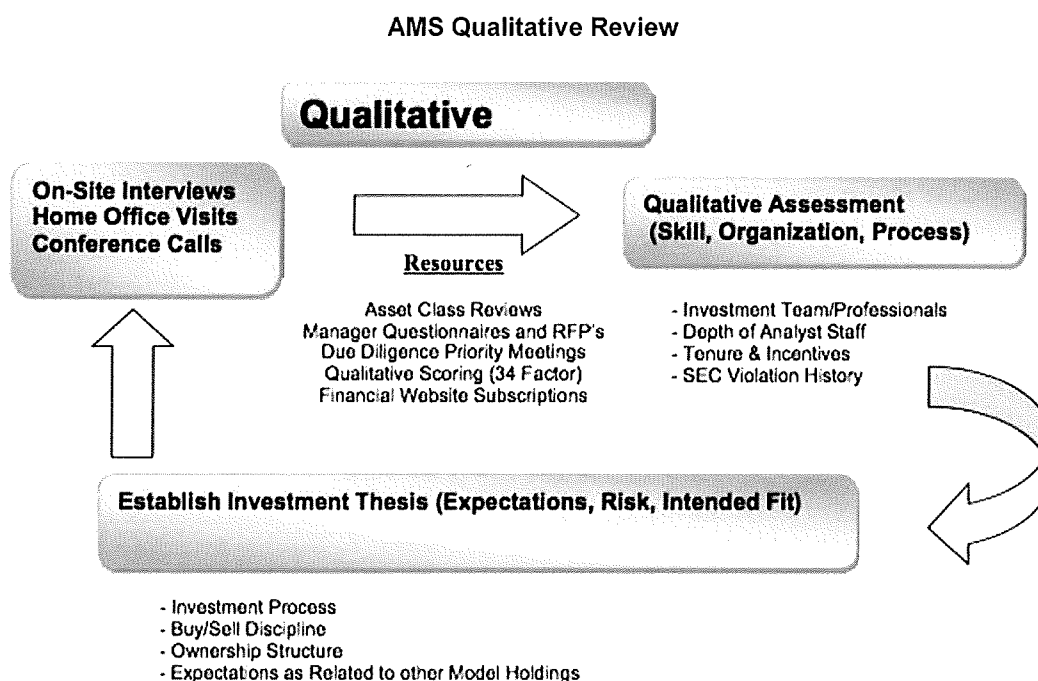 AMS Qualitative Review
Qualitative
On-Site Interviews
Home Office Visits
Conference Calls
Resources
Asset Class Reviews
Manager Questionnaires and RFP's
Due Diligence Priority Meetings
Qualitative Scoring (34 Factor)
Financial Website Subscriptions
Qualitative Assessment
(Skill, Organization, Process)
- Investment Team/Professionals
- Depth of Analyst Staff
- Tenure & Incentives
- SEC Violation History
Establish Investment Thesis (Expectations, Risk, Intended Fit)
- Investment Process
- Buy/Sell Discipline
- Ownership Structure
- Expectations as Related to other Model Holdings